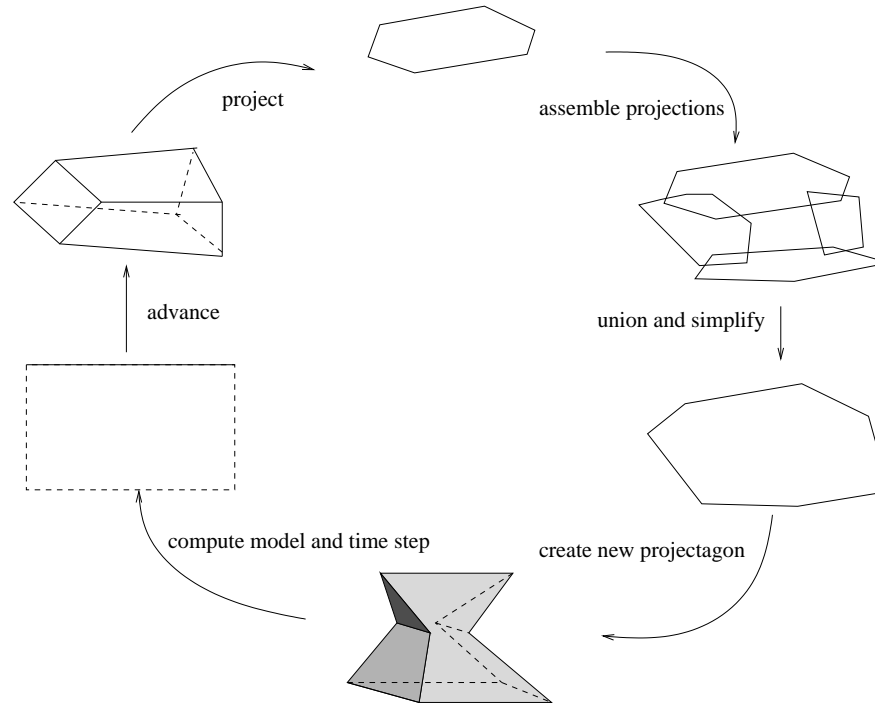 project
assemble projections
advance
union and simplify
compute model and time step
create new projectagon